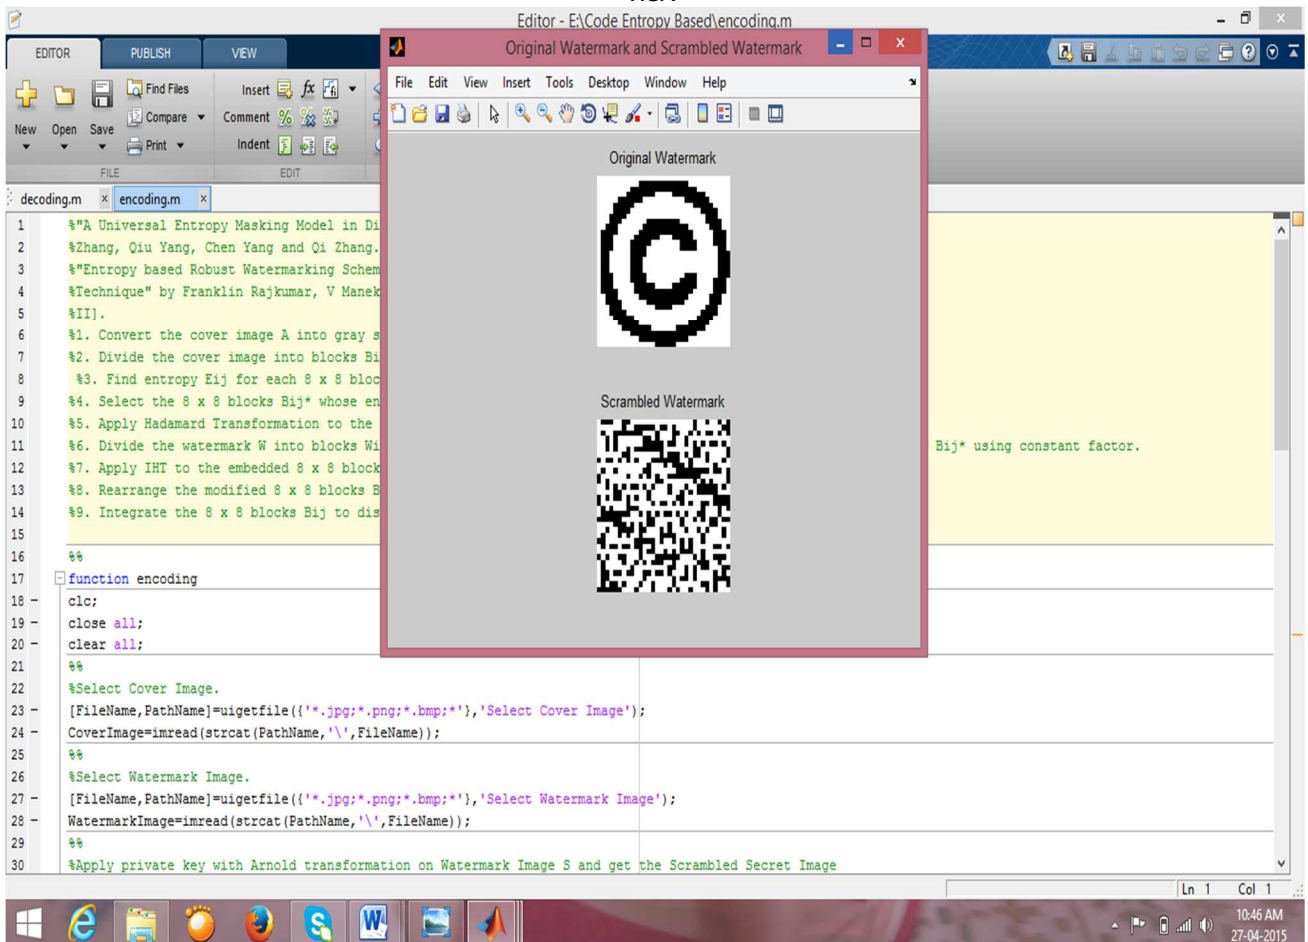 Editor - E:\Code Entropy Based\encoding.m
EDITOR PUBLISH VIEW
Find Files
Compare
Print
New Open Save
FILE
Insert
Comment
Indent
EDIT
decoding.m x encoding.m x
1 %"A Universal Entropy Masking Model in Di
2 %Zhang, Qiu Yang, Chen Yang and Qi Zhang.
3 %"Entropy based Robust Watermarking Schem
4 %Technique" by Franklin Rajkumar, V Manek
5 %II].
6 %1. Convert the cover image A into gray s
7 %2. Divide the cover image into blocks Bi
8 %3. Find entropy Eij for each 8 x 8 bloc
9 %4. Select the 8 x 8 blocks Bij* whose en
10 %5. Apply Hadamard Transformation to the
11 %6. Divide the watermark W into blocks Wi Bij* using constant factor.
12 %7. Apply IHT to the embedded 8 x 8 block
13 %8. Rearrange the modified 8 x 8 blocks B
14 %9. Integrate the 8 x 8 blocks Bij to dis
15
16 %%
17 function encoding
18 - clc;
19 - close all;
20 - clear all;
21 %%
22 %Select Cover Image.
23 - [FileName,PathName]=uigetfile({'*.jpg;*.png;*.bmp;*'},'Select Cover Image');
24 - CoverImage=imread(strcat(PathName,'\',FileName));
25 %%
26 %Select Watermark Image.
27 - [FileName,PathName]=uigetfile({'*.jpg;*.png;*.bmp;*'},'Select Watermark Image');
28 - WatermarkImage=imread(strcat(PathName,'\',FileName));
29 %%
30 %Apply private key with Arnold transformation on Watermark Image S and get the Scrambled Secret Image
Original Watermark and Scrambled Watermark
File Edit View Insert Tools Desktop Window Help
Original Watermark
©
Scrambled Watermark
Ln 1 Col 1
10:46 AM
27-04-2015